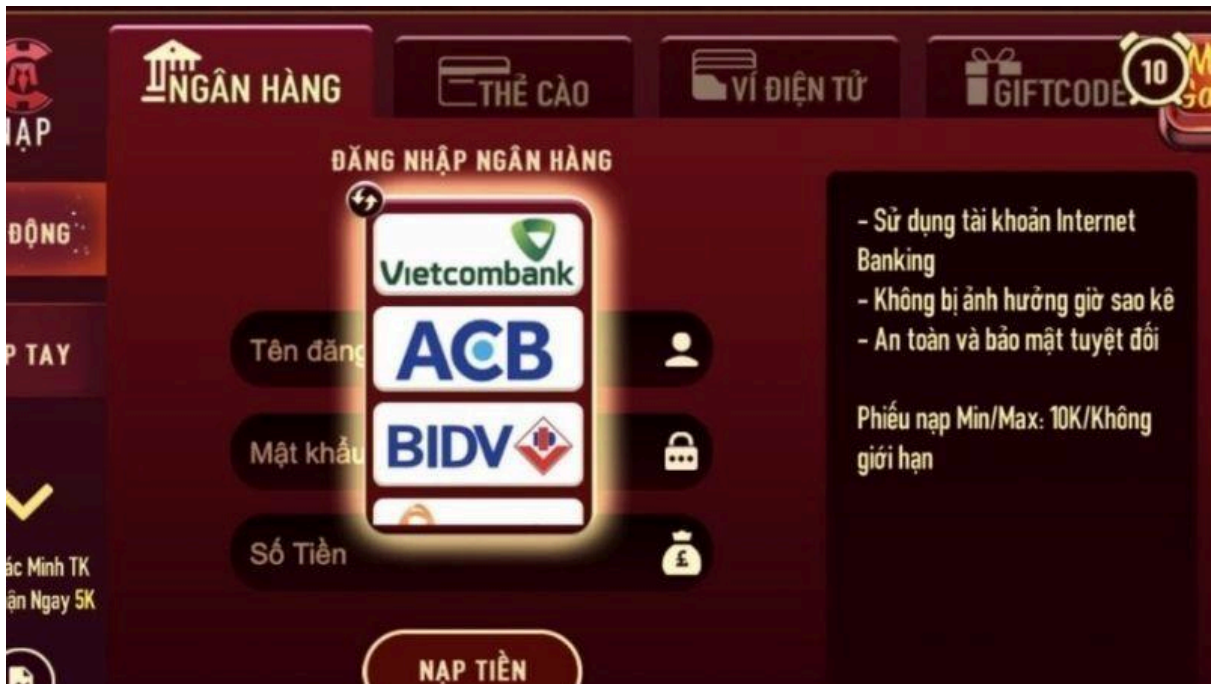 NGÂN HÀNG
THẺ CÀO
VÍ ĐIỆN TỬ
GIFTCODE
10
NẠP
ĐĂNG NHẬP NGÂN HÀNG
ĐỘNG
Vietcombank
ACB
BIDV
Tên đăng
Mật khẩu
Số Tiền
NẠP TIỀN
- Sử dụng tài khoản Internet
Banking
- Không bị ảnh hưởng giờ sao kê
- An toàn và bảo mật tuyệt đối
Phiếu nạp Min/Max: 10K/Không
giới hạn
P TAY
ác Minh TK
ận Ngay 5K